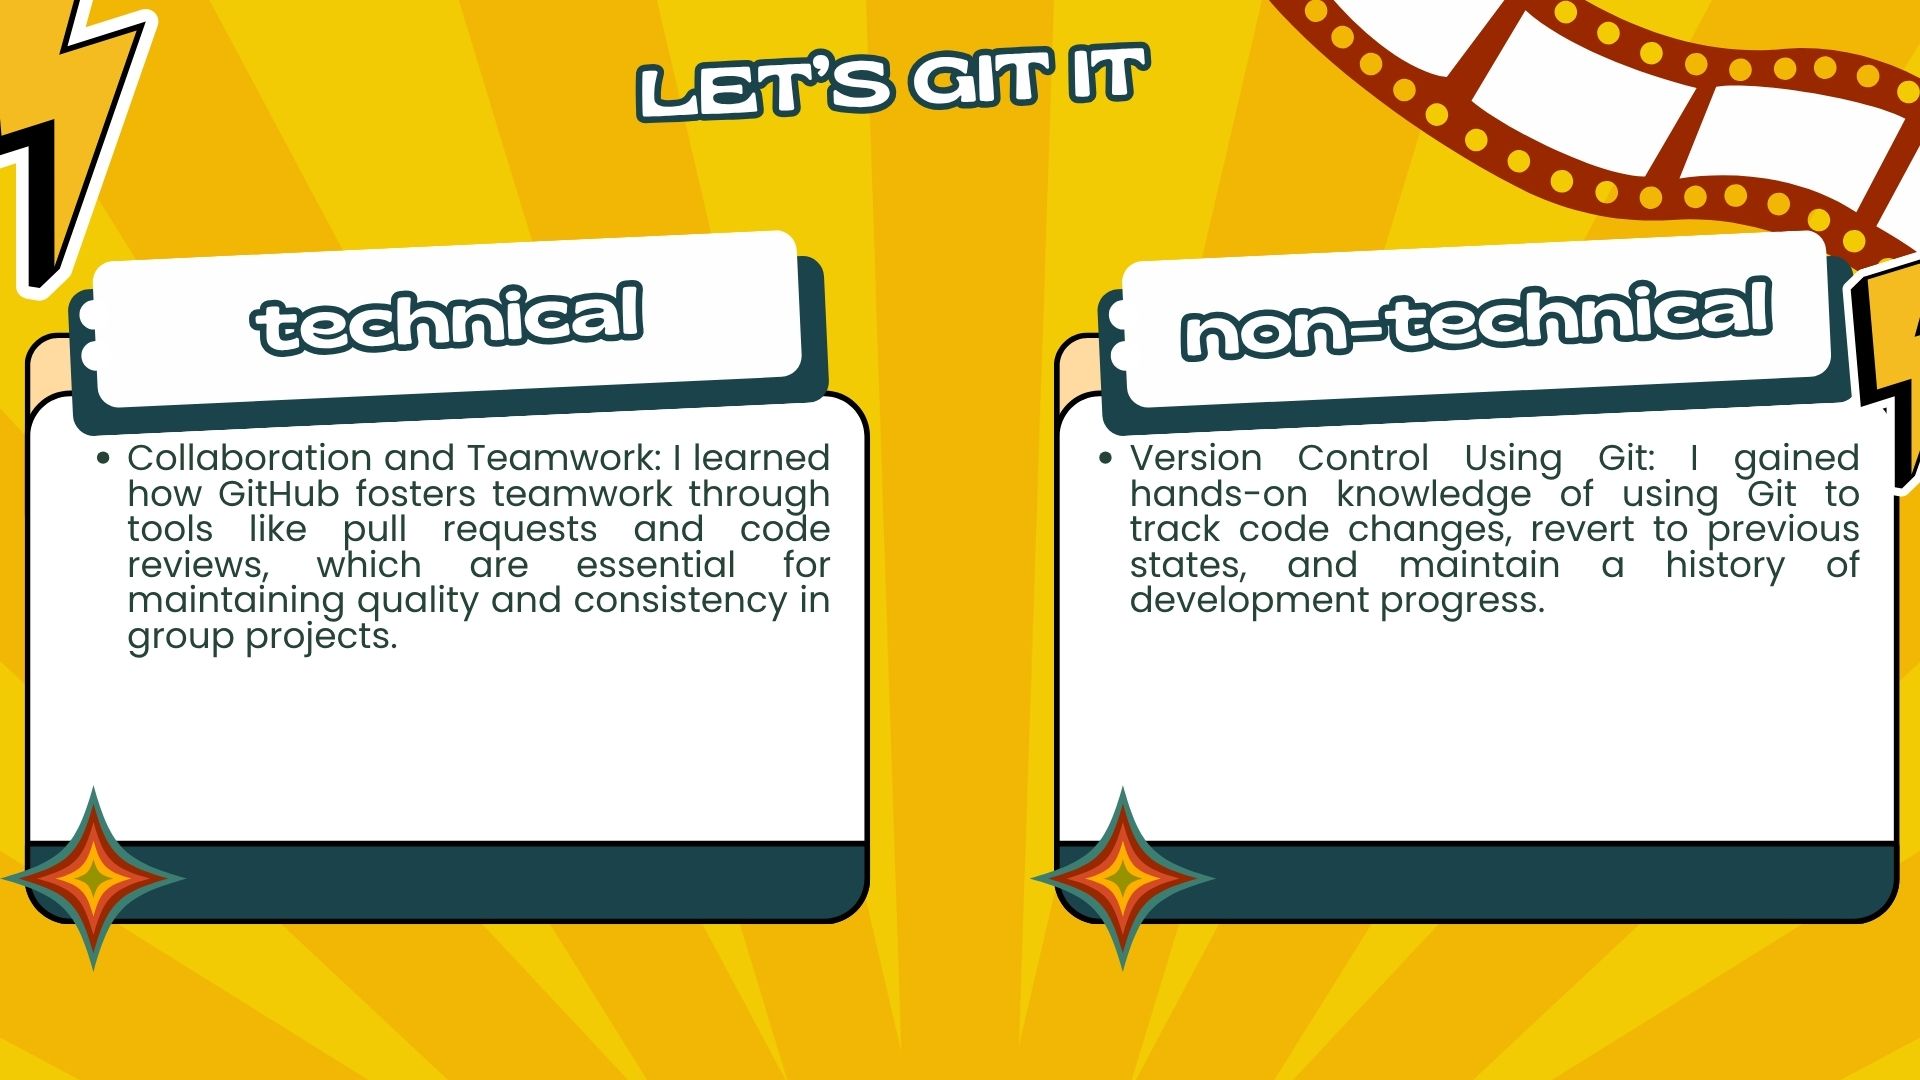 LET'S GIT IT
technical
• Collaboration and Teamwork: I learned
how GitHub fosters teamwork through
tools like pull requests and code
reviews, which are essential for
maintaining quality and consistency in
group projects.
non-technical
• Version Control Using Git: I gained
hands-on knowledge of using Git to
track code changes, revert to previous
states, and maintain a history of
development progress.